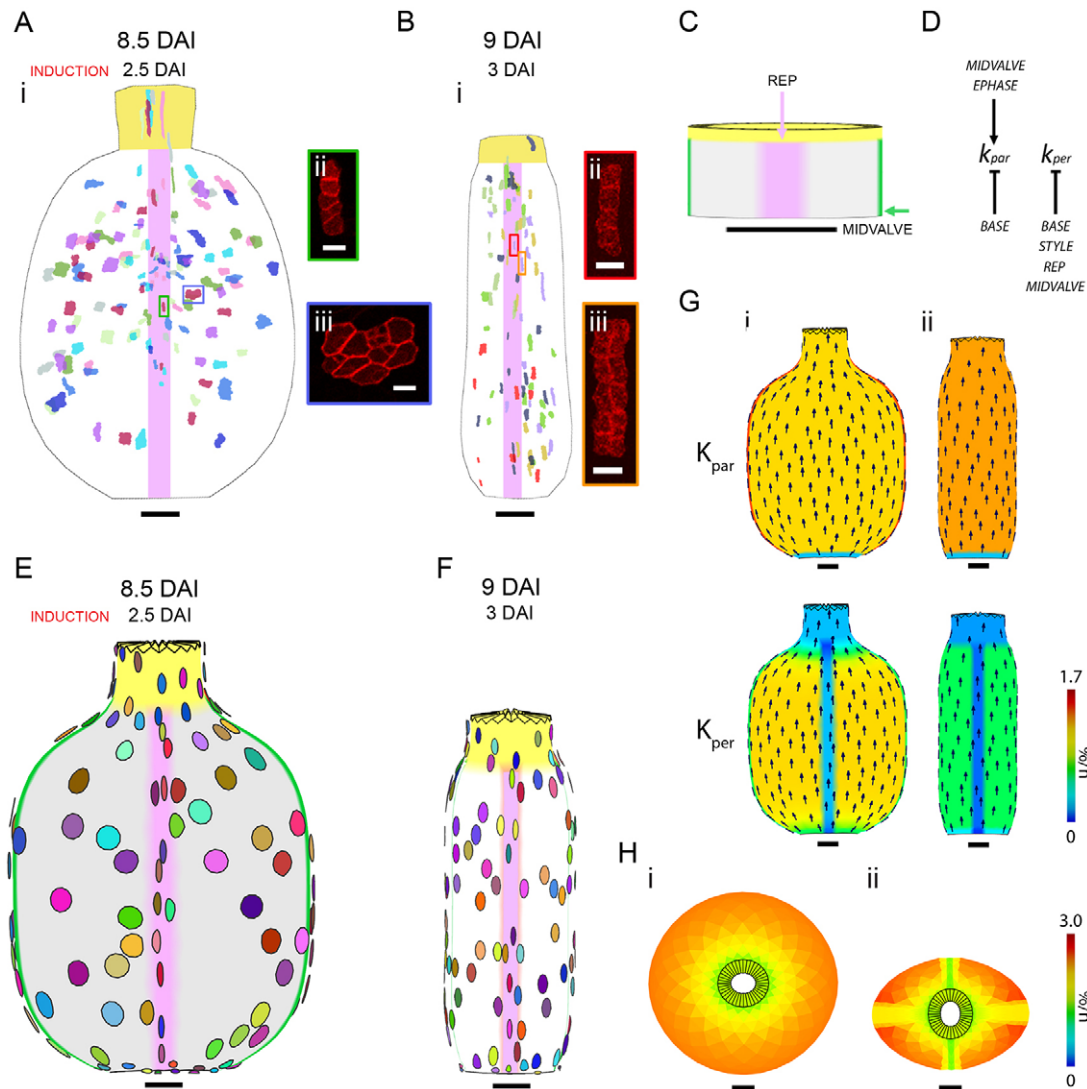 A
8.5 DAI
INDUCTION 2.5 DAI
i
ii
iii
B
9 DAI
3 DAI
i
ii
iii
C
REP
MIDVALVE
D
MIDVALVE
EPHASE
kpar
kper
BASE
BASE
STYLE
REP
MIDVALVE
E
8.5 DAI
INDUCTION 2.5 DAI
F
9 DAI
3 DAI
G
i
ii
Kpar
Kper
1.7
%/h
0
H
i
ii
3.0
%/h
0